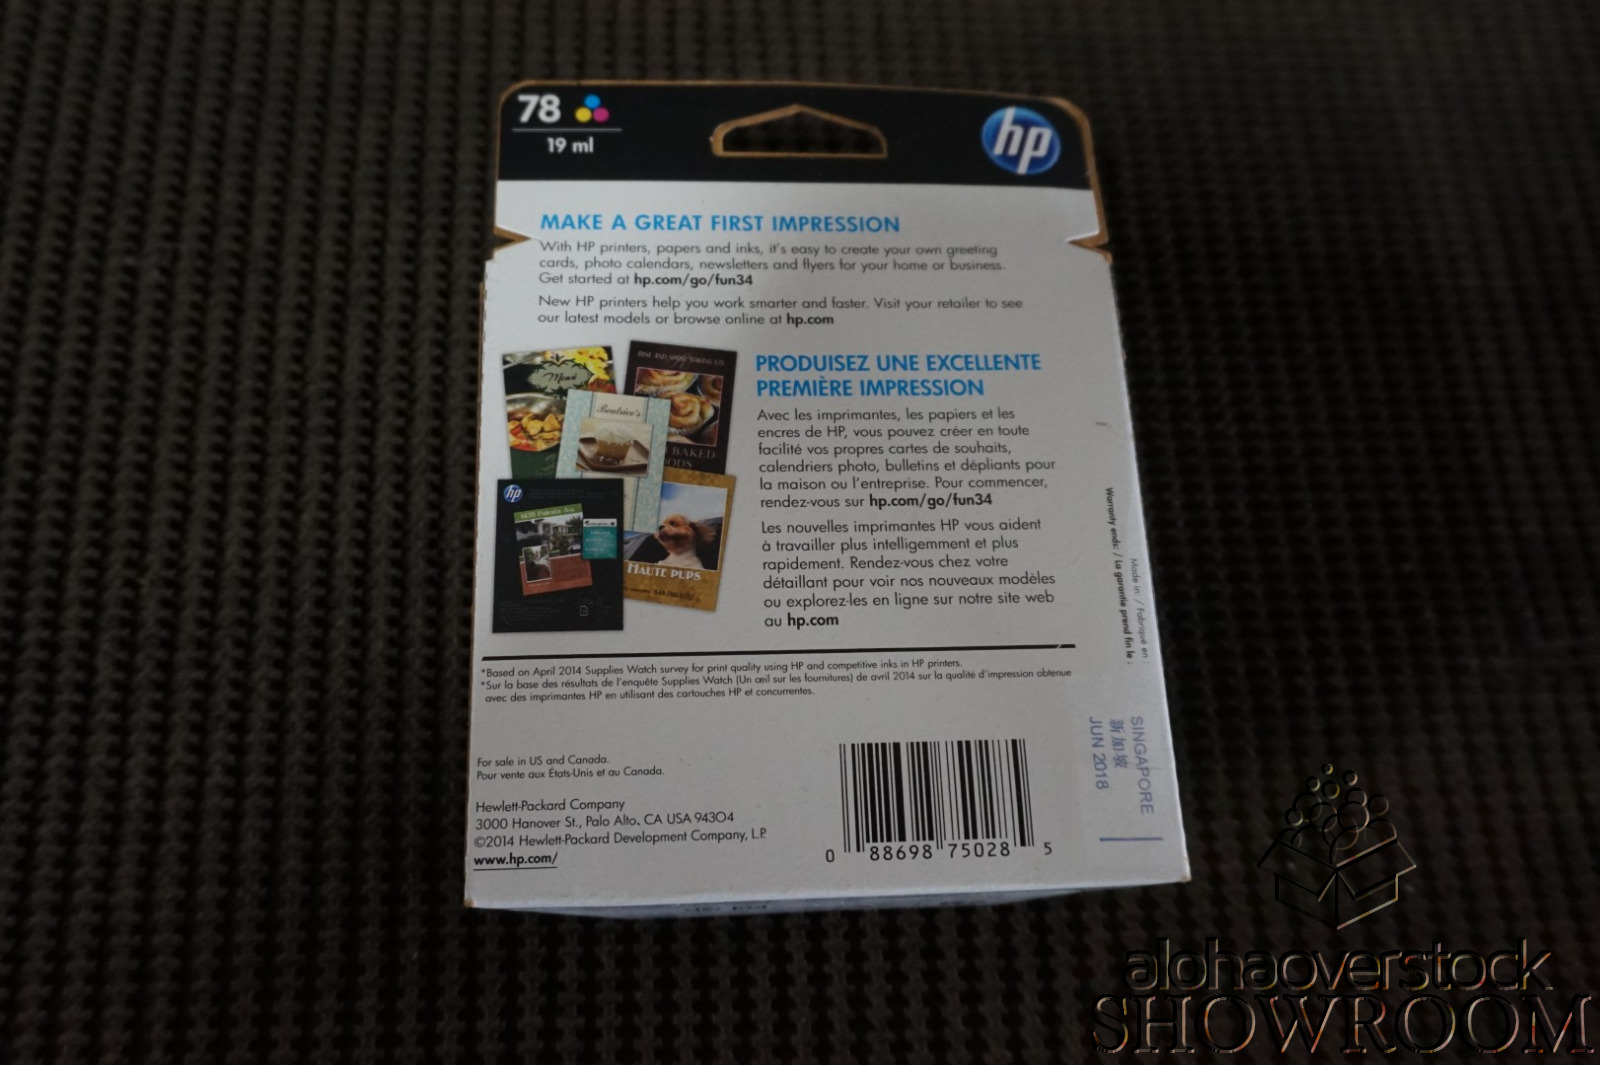 78
19 ml
hp
MAKE A GREAT FIRST IMPRESSION
With HP printers, papers and inks, it's easy to create your own greeting
cards, photo calendars, newsletters and flyers for your home or business.
Get started at hp.com/go/fun34
New HP printers help you work smarter and faster. Visit your retailer to see
our latest models or browse online at hp.com
Menú
RISE AND SHINE BAKING CO.
Beatrice's
BAKED
hp
HAUTE PUPS
PRODUISEZ UNE EXCELLENTE
PREMIÈRE IMPRESSION
Avec les imprimantes, les papiers et les
encres de HP, vous pouvez créer en toute
facilité vos propres cartes de souhaits,
calendriers photo, bulletins et dépliants pour
la maison ou l'entreprise. Pour commencer,
rendez-vous sur hp.com/go/fun34
Les nouvelles imprimantes HP vous aident
à travailler plus intelligemment et plus
rapidement. Rendez-vous chez votre
détaillant pour voir nos nouveaux modèles
ou explorez-les en ligne sur notre site web
au hp.com
*Based on April 2014 Supplies Watch survey for print quality using HP and competitive inks in HP printers.
*Sur la base des résultats de l'enquête Supplies Watch (Un œil sur les fournitures) de avril 2014 sur la qualité d'impression obtenue
avec des imprimantes HP en utilisant des cartouches HP et concurrentes.
For sale in US and Canada.
Pour vente aux États-Unis et au Canada.
Hewlett-Packard Company
3000 Hanover St., Palo Alto, CA USA 94304
©2014 Hewlett-Packard Development Company, L.P.
www.hp.com/
0 88698 75028 5
Made in: / Fabriqué en :
Warranty ends: / La garantie prend fin le :
SINGAPORE
新加坡
JUN 2018
alohaoverstock
SHOWROOM